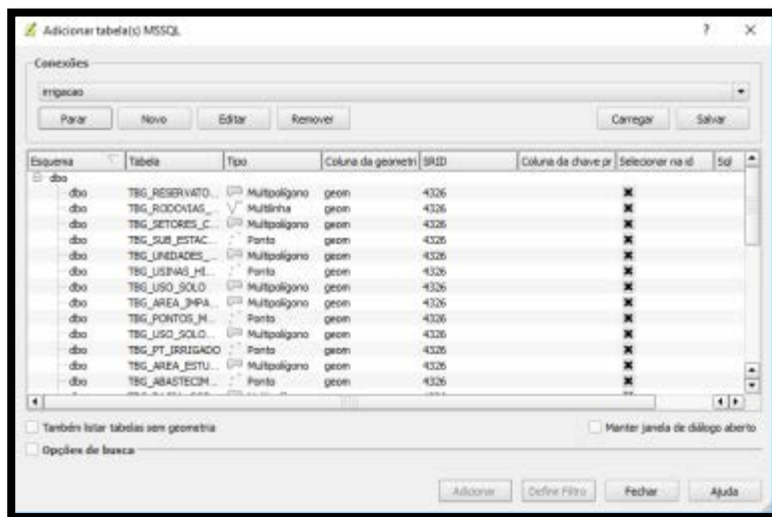 Adicionar tabela(s) MSSQL ? ×
Conexões
irrigacao
Parar Novo Editar Remover Carregar Salvar
Esquema Tabela Tipo Coluna da geometri SRID Coluna da chave pr Selecionar na id Sql
dbo
dbo TBG_RESERVATO... Multipolígono geom 4326
dbo TBG_RODOVIAS_... Multilinha geom 4326
dbo TBG_SETORES_C... Multipolígono geom 4326
dbo TBG_SUB_ESTAC... Ponto geom 4326
dbo TBG_UNIDADES_... Multipolígono geom 4326
dbo TBG_USINAS_HI... Ponto geom 4326
dbo TBG_USO_SOLO Multipolígono geom 4326
dbo TBG_AREA_IMPA... Multipolígono geom 4326
dbo TBG_PONTOS_M... Ponto geom 4326
dbo TBG_USO_SOLO... Multipolígono geom 4326
dbo TBG_PT_IRRIGADO Ponto geom 4326
dbo TBG_AREA_ESTU... Multipolígono geom 4326
dbo TBG_ABASTECIM... Ponto geom 4326
Também listar tabelas sem geometria Manter janela de diálogo aberto
Opções de busca
Adicionar Define Filtro Fechar Ajuda